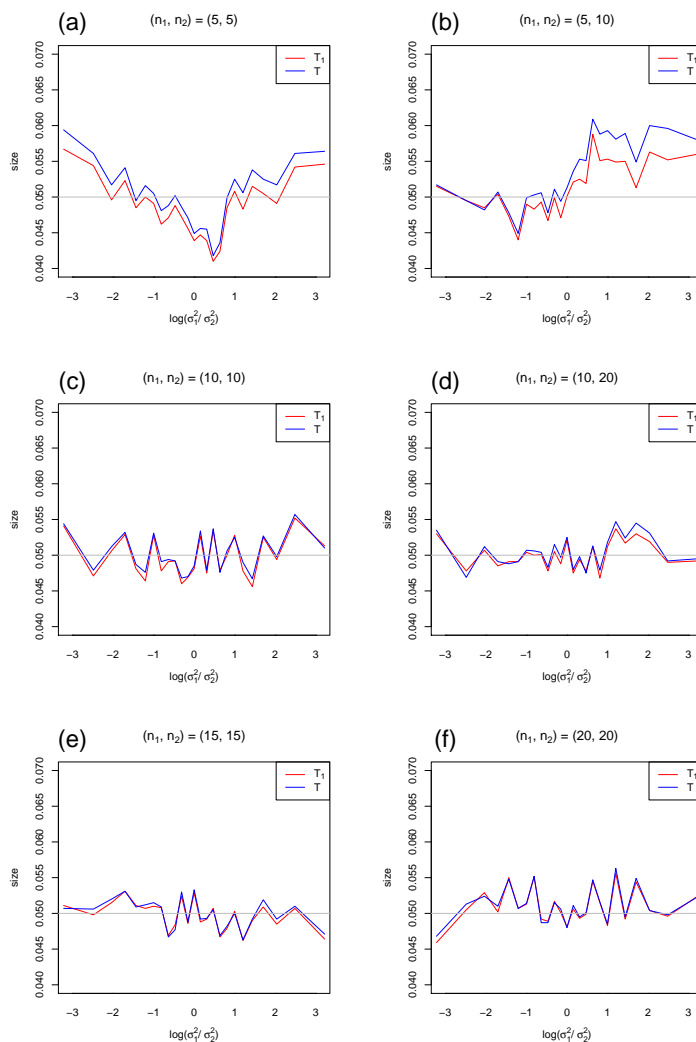 (a)
(n1, n2) = (5, 5)
size
0.040 0.045 0.050 0.055 0.060 0.065 0.070
T1
T
−3 −2 −1 0 1 2 3
log(σ1²/ σ2²)
(b)
(n1, n2) = (5, 10)
size
0.040 0.045 0.050 0.055 0.060 0.065 0.070
T1
T
−3 −2 −1 0 1 2 3
log(σ1²/ σ2²)
(c)
(n1, n2) = (10, 10)
size
0.040 0.045 0.050 0.055 0.060 0.065 0.070
T1
T
−3 −2 −1 0 1 2 3
log(σ1²/ σ2²)
(d)
(n1, n2) = (10, 20)
size
0.040 0.045 0.050 0.055 0.060 0.065 0.070
T1
T
−3 −2 −1 0 1 2 3
log(σ1²/ σ2²)
(e)
(n1, n2) = (15, 15)
size
0.040 0.045 0.050 0.055 0.060 0.065 0.070
T1
T
−3 −2 −1 0 1 2 3
log(σ1²/ σ2²)
(f)
(n1, n2) = (20, 20)
size
0.040 0.045 0.050 0.055 0.060 0.065 0.070
T1
T
−3 −2 −1 0 1 2 3
log(σ1²/ σ2²)